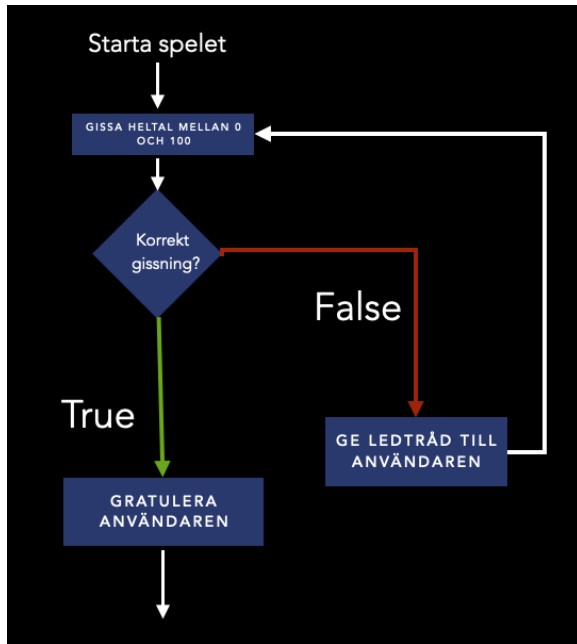 Starta spelet
GISSA HELTAL MELLAN 0
OCH 100
Korrekt
gissning?
False
True
GE LEDTRÅD TILL
ANVÄNDAREN
GRATULERA
ANVÄNDAREN